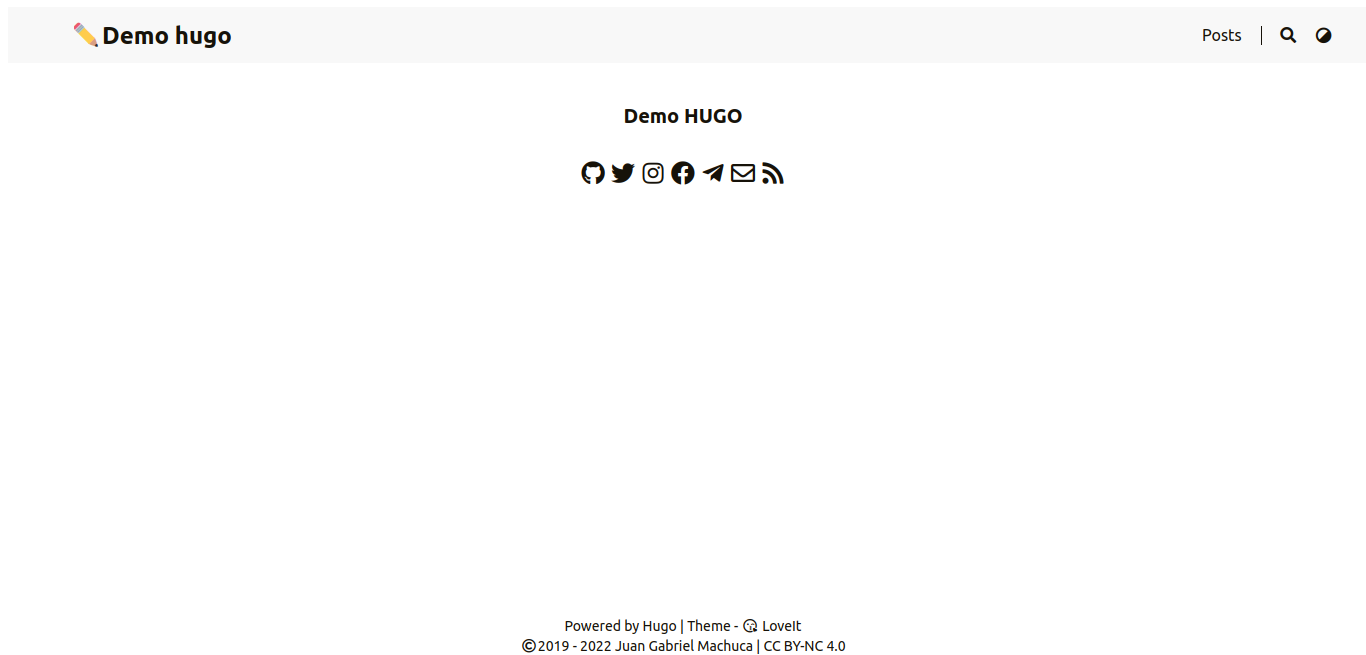 Demo hugo
Posts
Demo HUGO
Powered by Hugo | Theme - LoveIt
©2019 - 2022 Juan Gabriel Machuca | CC BY-NC 4.0